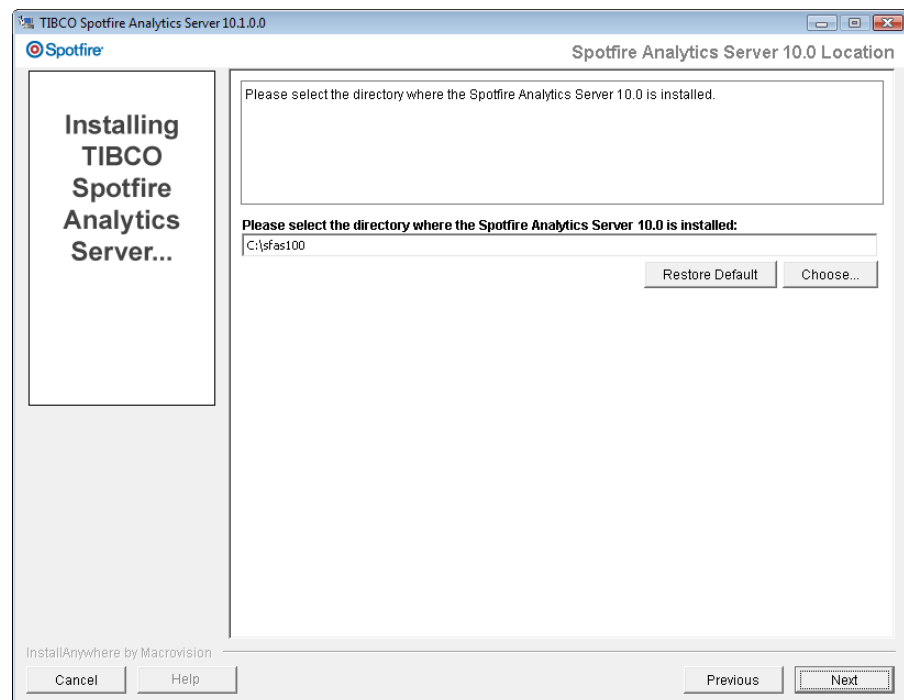 TIBCO Spotfire Analytics Server 10.1.0.0
Spotfire
Spotfire Analytics Server 10.0 Location
Installing
TIBCO
Spotfire
Analytics
Server...
Please select the directory where the Spotfire Analytics Server 10.0 is installed.
Please select the directory where the Spotfire Analytics Server 10.0 is installed:
C:\sfas100
Restore Default
Choose...
InstallAnywhere by Macrovision
Cancel
Help
Previous
Next